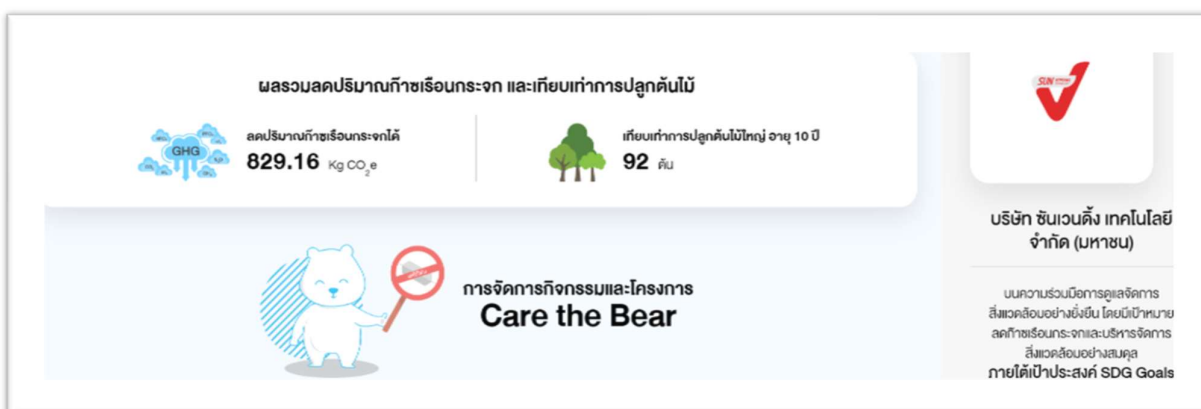 ผลรวมลดปริมาณก๊าซเรือนกระจก และเทียบเท่าการปลูกต้นไม้
GHG
ลดปริมาณก๊าซเรือนกระจกได้
829.16 Kg CO₂e
เทียบเท่าการปลูกต้นไม้ใหญ่ อายุ 10 ปี
92 ต้น
การจัดการกิจกรรมและโครงการ
Care the Bear
SUN
บริษัท ซันเวนดิ้ง เทคโนโลยี
จำกัด (มหาชน)
บนความร่วมมือการดูแลจัดการ
สิ่งแวดล้อมอย่างยั่งยืน โดยมีเป้าหมาย
ลดก๊าซเรือนกระจกและบริหารจัดการ
สิ่งแวดล้อมอย่างสมดุล
ภายใต้เป้าประสงค์ SDG Goals